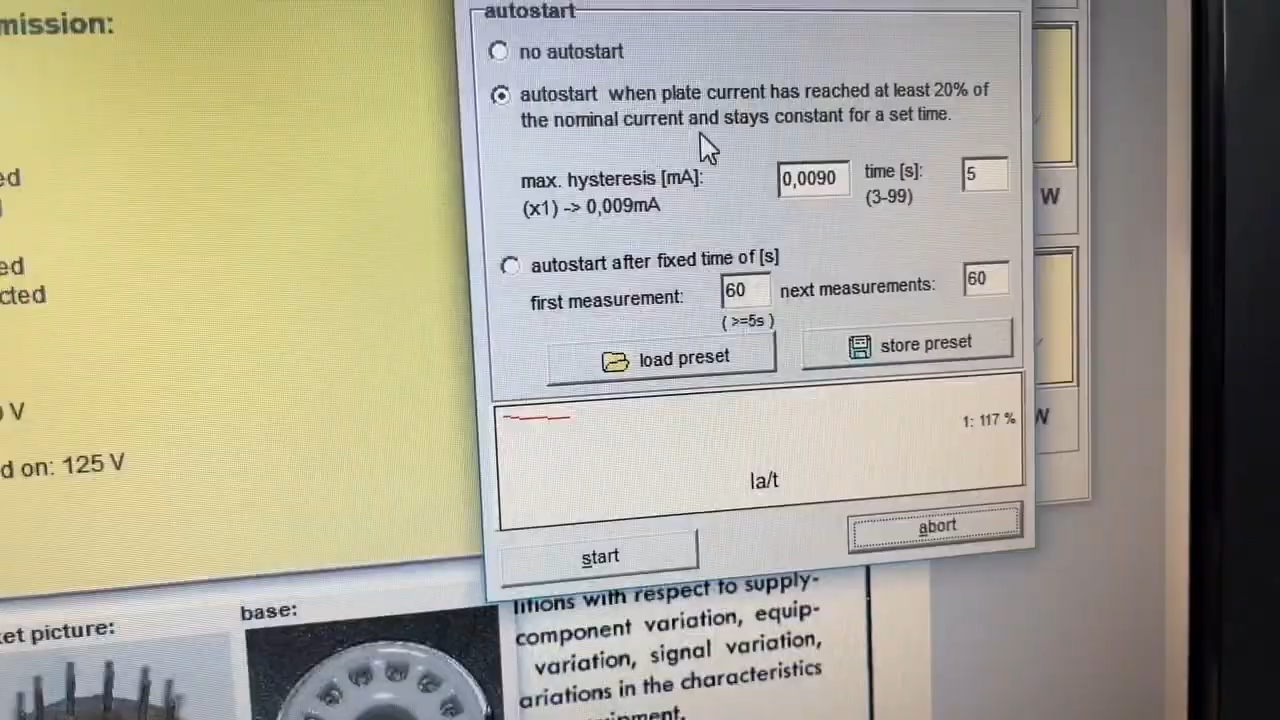 mission:
autostart
no autostart
autostart when plate current has reached at least 20% of
the nominal current and stays constant for a set time.
max. hysteresis [mA]:
0,0090
time [s]:
5
(x1) -> 0,009mA
(3-99)
W
autostart after fixed time of [s]
first measurement:
60
next measurements:
60
( >=5s )
load preset
store preset
1: 117 %
Ia/t
W
start
abort
ed
ed
cted
V
d on: 125 V
et picture:
base:
litions with respect to supply-
component variation, equip-
variation, signal variation,
ariations in the characteristics